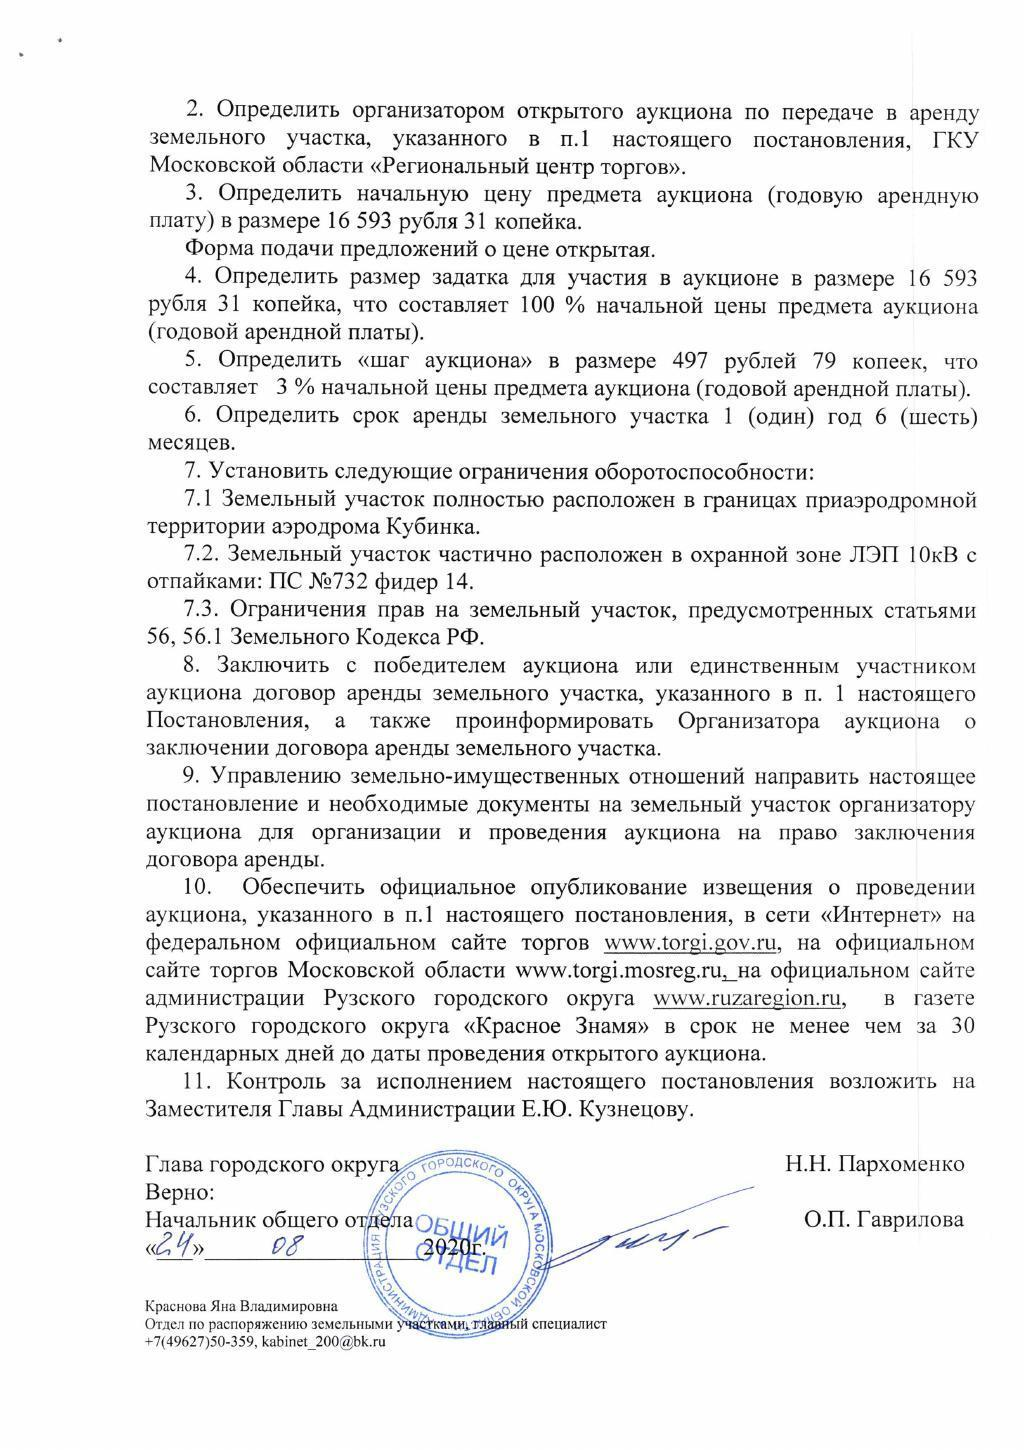 2. Определить организатором открытого аукциона по передаче в аренду
земельного участка, указанного в п.1 настоящего постановления, ГКУ
Московской области «Региональный центр торгов».
3. Определить начальную цену предмета аукциона (годовую арендную
плату) в размере 16 593 рубля 31 копейка.
Форма подачи предложений о цене открытая.
4. Определить размер задатка для участия в аукционе в размере 16 593
рубля 31 копейка, что составляет 100 % начальной цены предмета аукциона
(годовой арендной платы).
5. Определить «шаг аукциона» в размере 497 рублей 79 копеек, что
составляет 3 % начальной цены предмета аукциона (годовой арендной платы).
6. Определить срок аренды земельного участка 1 (один) год 6 (шесть)
месяцев.
7. Установить следующие ограничения оборотоспособности:
7.1 Земельный участок полностью расположен в границах приаэродромной
территории аэродрома Кубинка.
7.2. Земельный участок частично расположен в охранной зоне ЛЭП 10кВ с
отпайками: ПС №732 фидер 14.
7.3. Ограничения прав на земельный участок, предусмотренных статьями
56, 56.1 Земельного Кодекса РФ.
8. Заключить с победителем аукциона или единственным участником
аукциона договор аренды земельного участка, указанного в п. 1 настоящего
Постановления, а также проинформировать Организатора аукциона о
заключении договора аренды земельного участка.
9. Управлению земельно-имущественных отношений направить настоящее
постановление и необходимые документы на земельный участок организатору
аукциона для организации и проведения аукциона на право заключения
договора аренды.
10. Обеспечить официальное опубликование извещения о проведении
аукциона, указанного в п.1 настоящего постановления, в сети «Интернет» на
федеральном официальном сайте торгов www.torgi.gov.ru, на официальном
сайте торгов Московской области www.torgi.mosreg.ru, на официальном сайте
администрации Рузского городского округа www.ruzaregion.ru, в газете
Рузского городского округа «Красное Знамя» в срок не менее чем за 30
календарных дней до даты проведения открытого аукциона.
11. Контроль за исполнением настоящего постановления возложить на
Заместителя Главы Администрации Е.Ю. Кузнецову.
Глава городского округа Н.Н. Пархоменко
Верно:
Начальник общего отдела О.П. Гаврилова
«24» 08 2020г.
АДМИНИСТРАЦИЯ РУЗСКОГО ГОРОДСКОГО ОКРУГА МОСКОВСКОЙ ОБЛАСТИ
ОБЩИЙ
ОТДЕЛ
Краснова Яна Владимировна
Отдел по распоряжению земельными участками, главный специалист
+7(49627)50-359, kabinet_200@bk.ru